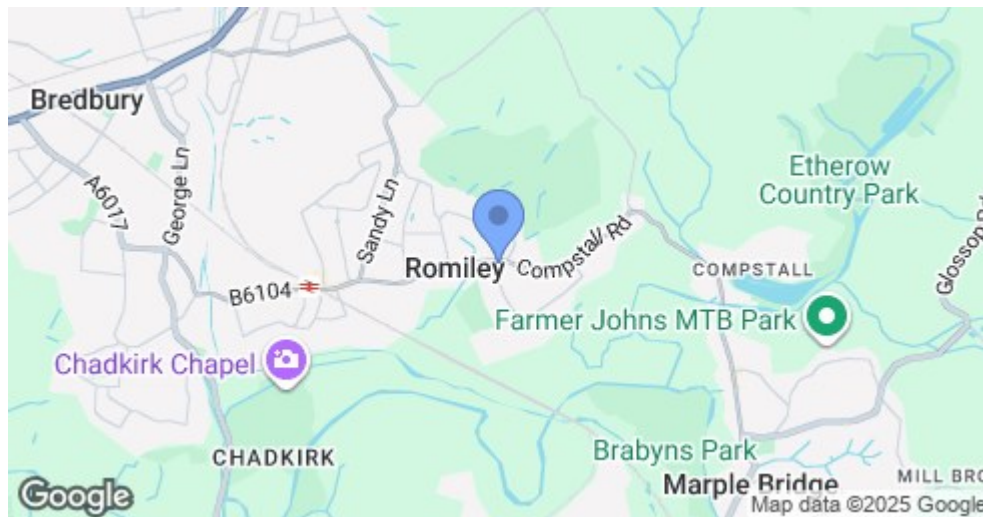 Bredbury
A6017
George Ln
Sandy Ln
Etherow
Country Park
Glossop Rd
Romiley
Compstall Rd
COMPSTALL
B6104
Farmer Johns MTB Park
Chadkirk Chapel
CHADKIRK
Brabyns Park
Marple Bridge
MILL BRO
Google
Map data ©2025 Google